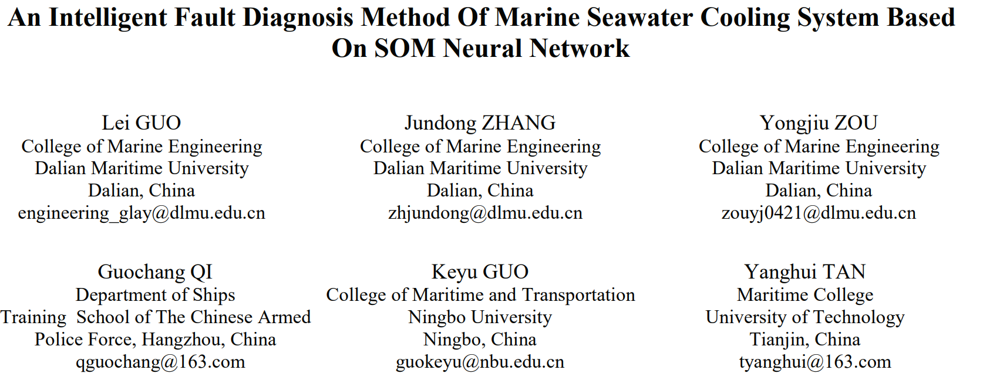 An Intelligent Fault Diagnosis Method Of Marine Seawater Cooling System Based
On SOM Neural Network
Lei GUO
College of Marine Engineering
Dalian Maritime University
Dalian, China
engineering_glay@dlmu.edu.cn
Jundong ZHANG
College of Marine Engineering
Dalian Maritime University
Dalian, China
zhjundong@dlmu.edu.cn
Yongjiu ZOU
College of Marine Engineering
Dalian Maritime University
Dalian, China
zouyj0421@dlmu.edu.cn
Guochang QI
Department of Ships
Training  School of The Chinese Armed
Police Force, Hangzhou, China
qguochang@163.com
Keyu GUO
College of Maritime and Transportation
Ningbo University
Ningbo, China
guokeyu@nbu.edu.cn
Yanghui TAN
Maritime College
University of Technology
Tianjin, China
tyanghui@163.com